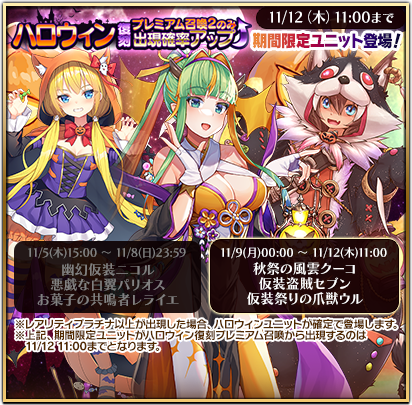 11/12 (木) 11:00まで
ハロウィン復刻 プレミアム召喚2のみ
出現確率アップ♪
期間限定ユニット登場!
11/5(木)15:00 ~ 11/8(日)23:59
幽幻仮装ニコル
悪戯な白翼バリオス
お菓子の共鳴者レライエ
11/9(月)00:00 ~ 11/12(木)11:00
秋祭の風雲クーコ
仮装盗賊セブン
仮装祭りの爪獣ウル
※レアリティプラチナ以上が出現した場合、ハロウィンユニットが確定で登場します。
※上記、期間限定ユニットがハロウィン復刻プレミアム召喚から出現するのは
11/12 11:00までとなります。